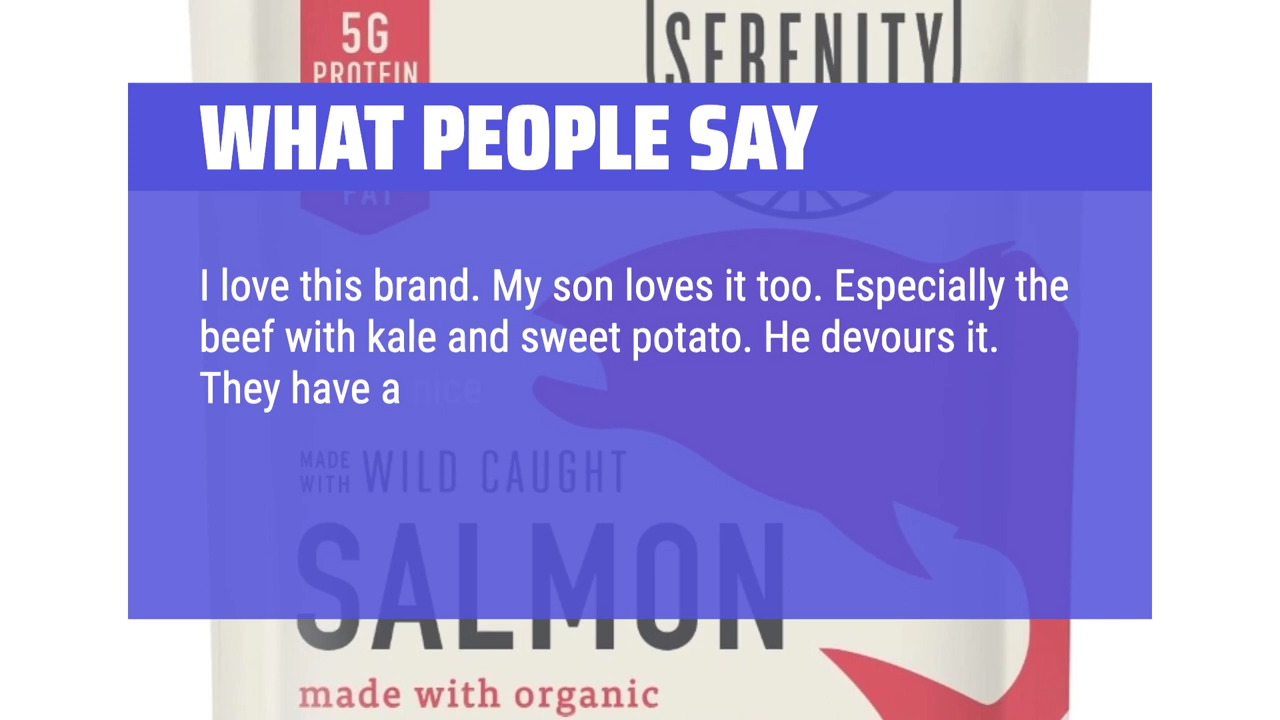 5G
PROTEIN
SERENITY
WHAT PEOPLE SAY
FAT
I love this brand. My son loves it too. Especially the
beef with kale and sweet potato. He devours it.
They have a nice
MADE WITH WILD CAUGHT
SALMON
made with organic